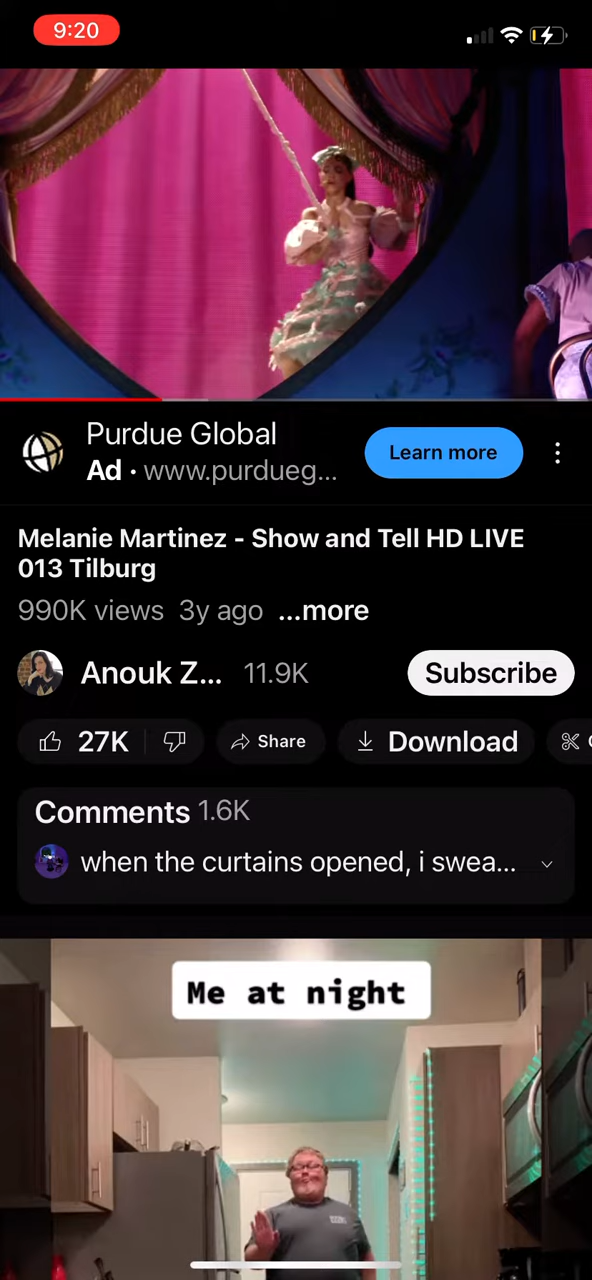 9:20
Purdue Global
Ad · www.purdueg...
Learn more
Melanie Martinez - Show and Tell HD LIVE
013 Tilburg
990K views 3y ago ...more
Anouk Z... 11.9K
Subscribe
27K
Share
Download
Comments 1.6K
when the curtains opened, i swea...
Me at night